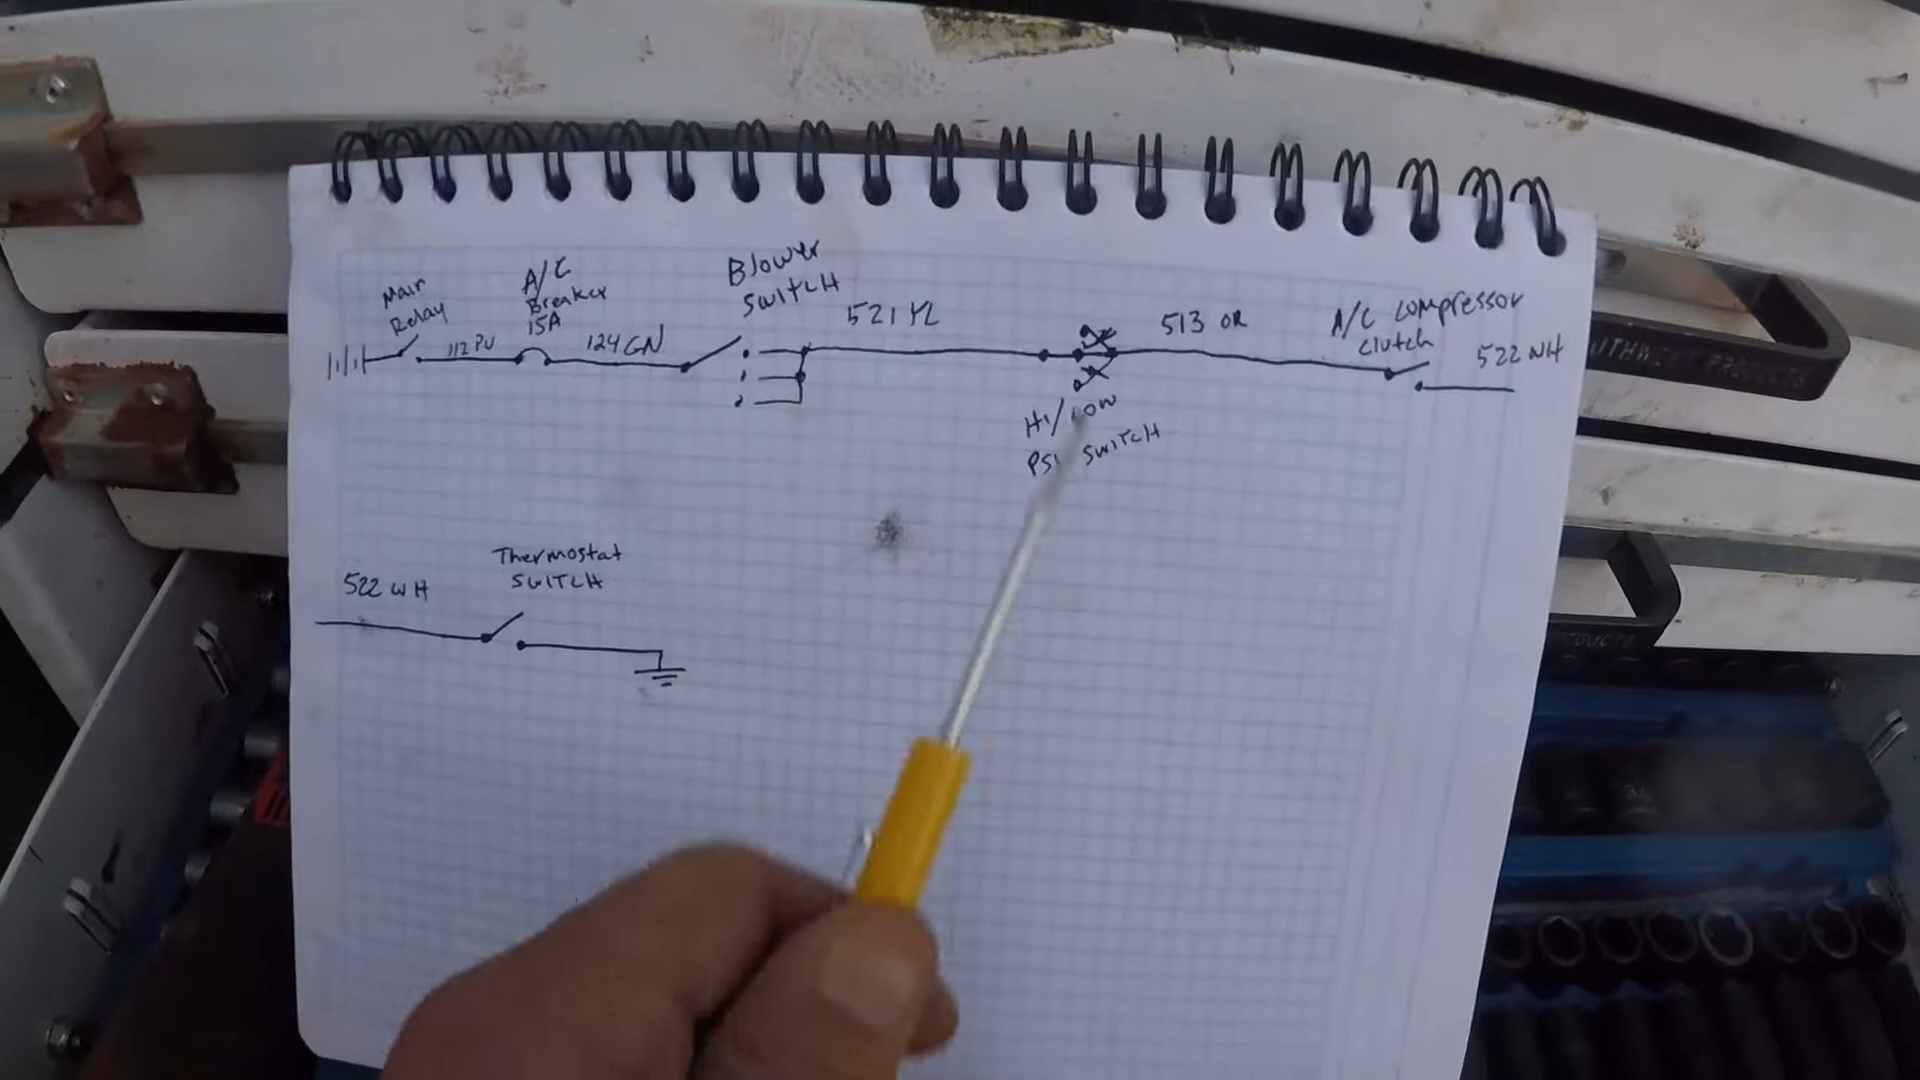 Main
Relay
112 PU
A/C
Breaker
15A
124 GN
Blower
SWITCH
521 YL
HI/LOW
PSI SWITCH
513 OR
A/C COMPRESSOR
Clutch
522 WH
522 WH
Thermostat
SWITCH